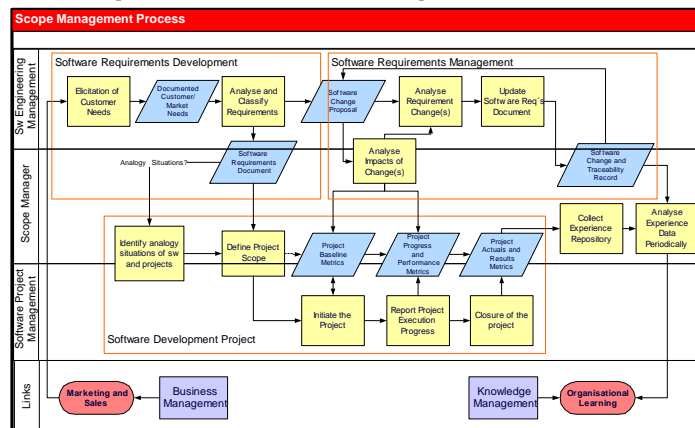 Scope Management Process
Sw Engineering
Management
Scope Manager
Software Project
Management
Links
Software Requirements Development
Software Requirements Management
Elicitation of
Customer
Needs
Documented
Customer/
Market
Needs
Analyse and
Classify
Requirements
Software
Change
Proposal
Analyse
Requirement
Change(s)
Update
Software Req´s
Document
Analogy Situations?
Software
Requirements
Document
Analyse
Impacts of
Change(s)
Software
Change and
Traceability
Record
Identify analogy
situations of sw
and projects
Define Project
Scope
Project
Baseline
Metrics
Project
Progress
and
Performance
Metrics
Project
Actuals and
Results
Metrics
Collect
Experience
Repository
Analyse
Experience
Data
Periodically
Initiate the
Project
Report Project
Execution
Progress
Closure of the
project
Software Development Project
Marketing and
Sales
Business
Management
Knowledge
Management
Organisational
Learning